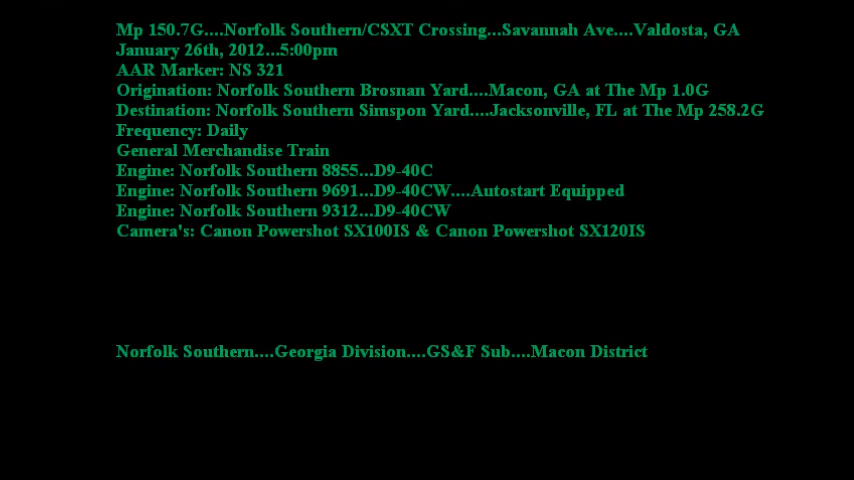 Mp 150.7G....Norfolk Southern/CSXT Crossing...Savannah Ave....Valdosta, GA
January 26th, 2012...5:00pm
AAR Marker: NS 321
Origination: Norfolk Southern Brosnan Yard....Macon, GA at The Mp 1.0G
Destination: Norfolk Southern Simspon Yard....Jacksonville, FL at The Mp 258.2G
Frequency: Daily
General Merchandise Train
Engine: Norfolk Southern 8855...D9-40C
Engine: Norfolk Southern 9691...D9-40CW....Autostart Equipped
Engine: Norfolk Southern 9312...D9-40CW
Camera's: Canon Powershot SX100IS & Canon Powershot SX120IS
Norfolk Southern....Georgia Division....GS&F Sub....Macon District